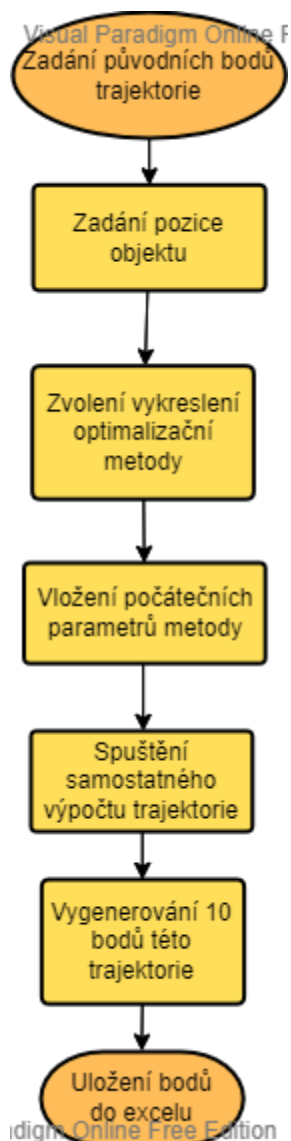 Visual Paradigm Online F
Zadání původních bodů
trajektorie
Zadání pozice
objektu
Zvolení vykreslení
optimalizační
metody
Vložení počátečních
parametrů metody
Spuštění
samostatného
výpočtu trajektorie
Vygenerování 10
bodů této
trajektorie
Uložení bodů
do excelu
digm Online Free Edition